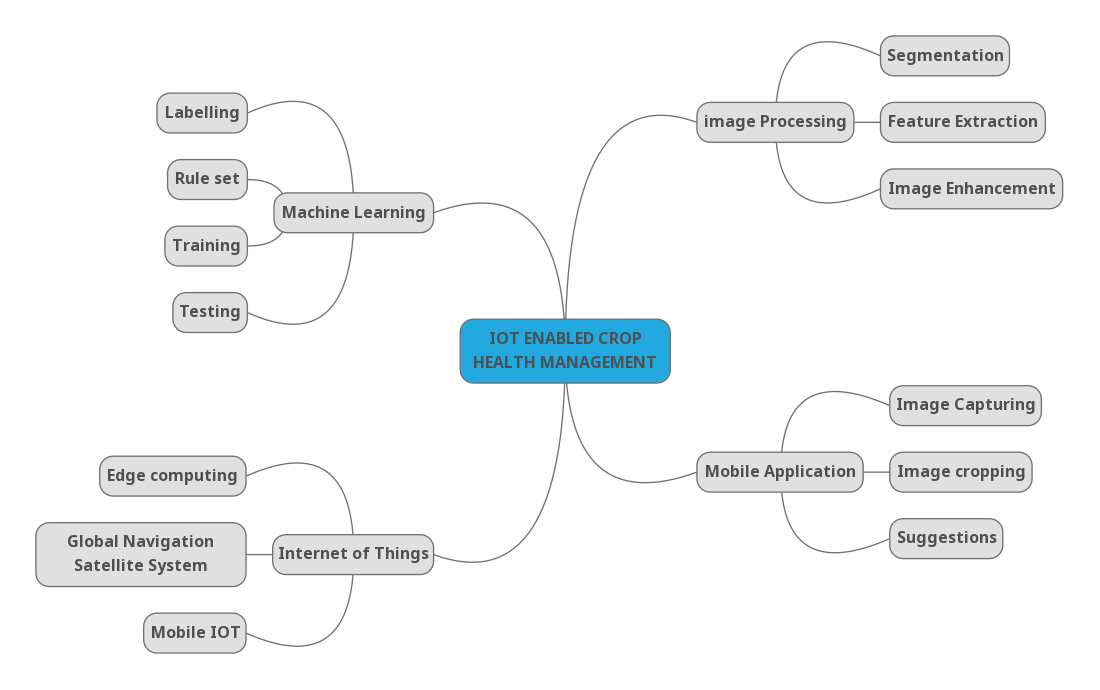 IOT ENABLED CROP
HEALTH MANAGEMENT
image Processing
Segmentation
Feature Extraction
Image Enhancement
Mobile Application
Image Capturing
Image cropping
Suggestions
Machine Learning
Labelling
Rule set
Training
Testing
Internet of Things
Edge computing
Global Navigation
Satellite System
Mobile IOT